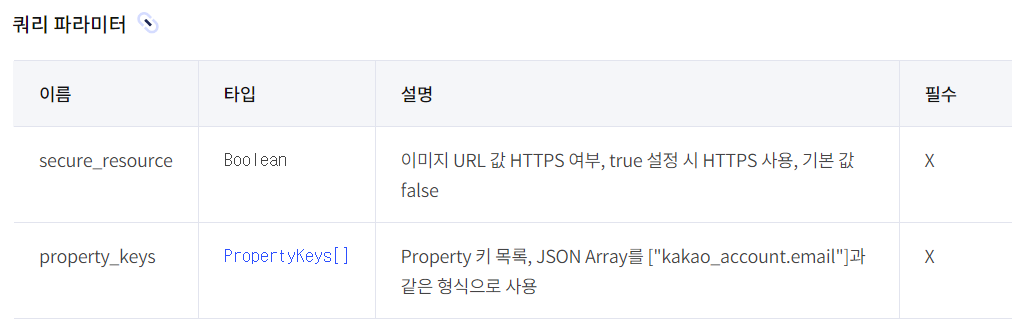 쿼리 파라미터
이름 타입 설명 필수
secure_resource Boolean 이미지 URL 값 HTTPS 여부, true 설정 시 HTTPS 사용, 기본 값 X
false
property_keys PropertyKeys[] Property 키 목록, JSON Array를 ["kakao_account.email"]과 X
같은 형식으로 사용